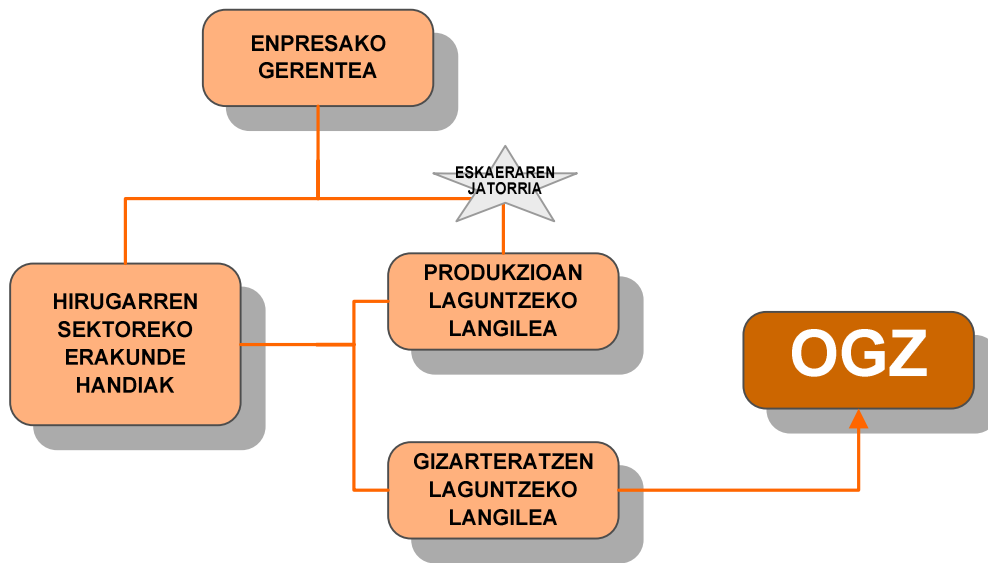 ENPRESAKO
GERENTEA
ESKAERAREN
JATORRIA
PRODUKZIOAN
LAGUNTZEKO
LANGILEA
HIRUGARREN
SEKTOREKO
ERAKUNDE
HANDIAK
OGZ
GIZARTERATZEN
LAGUNTZEKO
LANGILEA